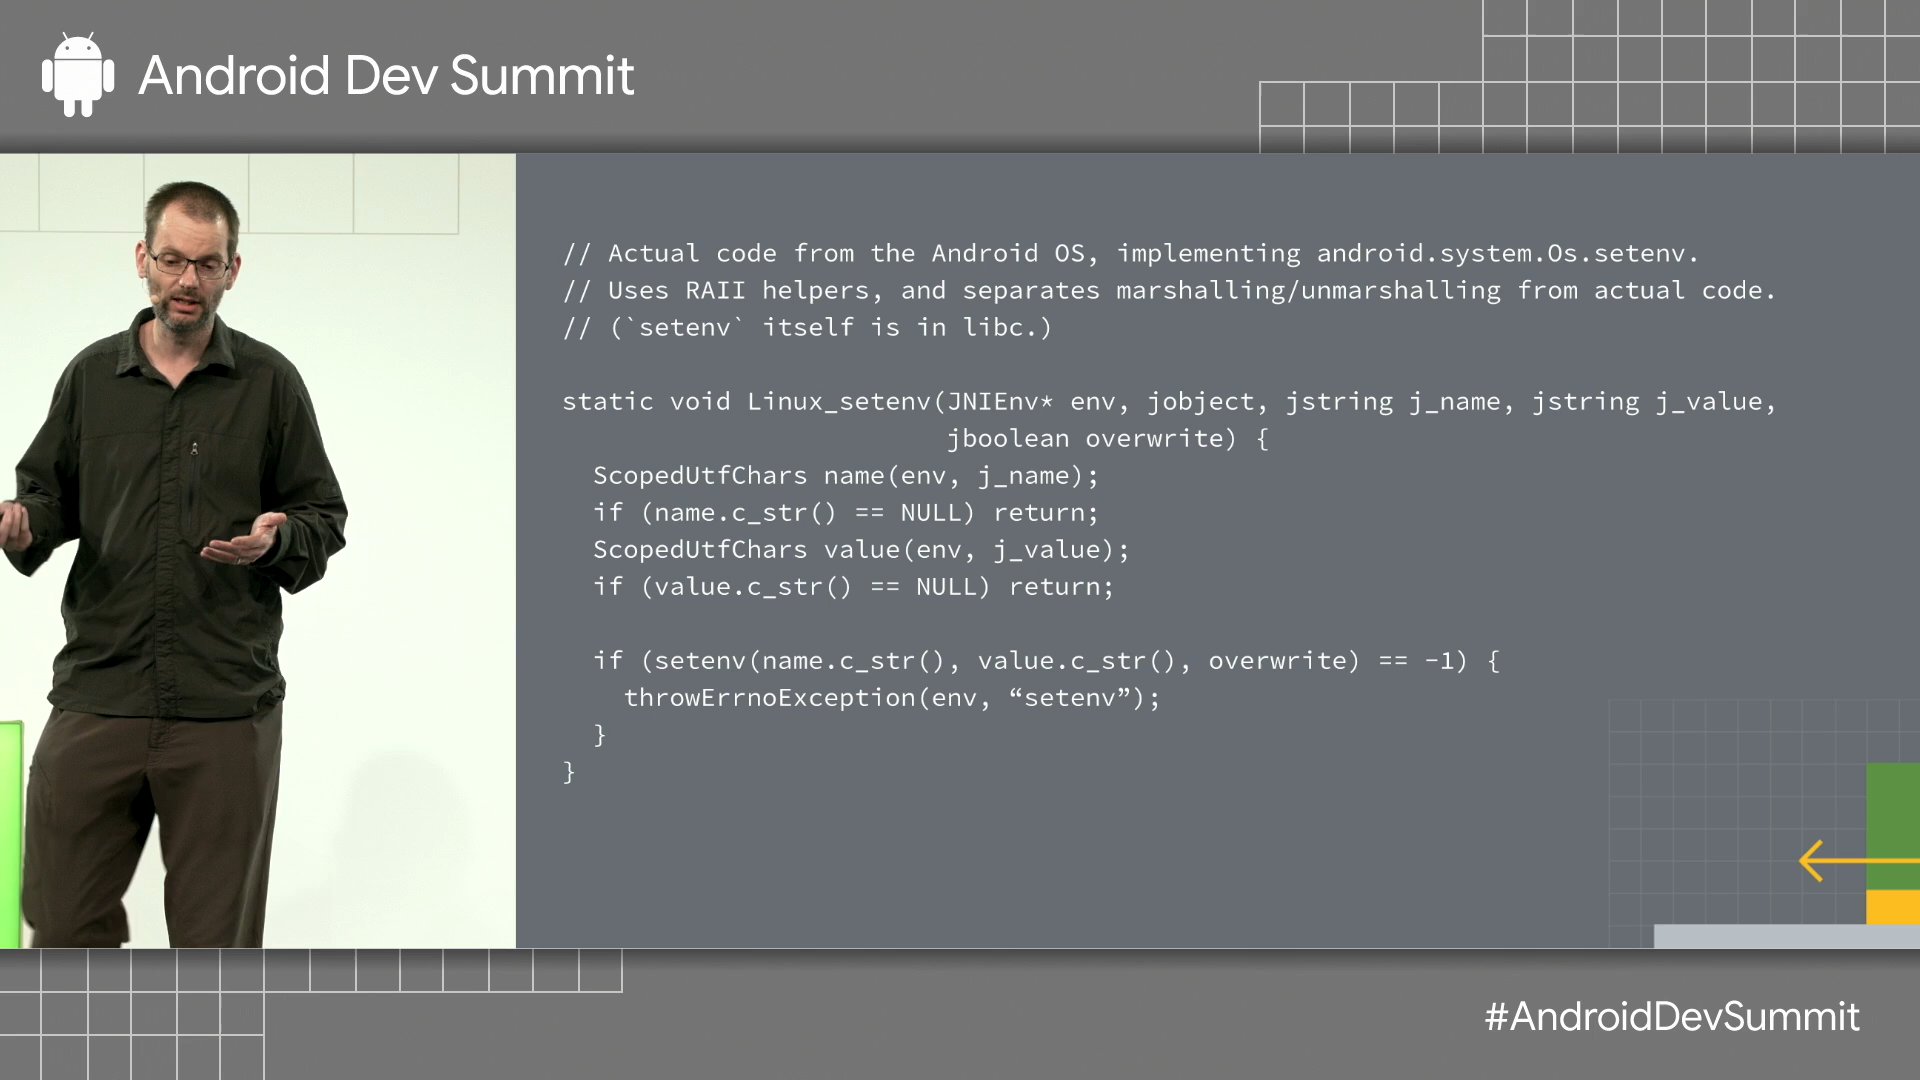 Android Dev Summit
// Actual code from the Android OS, implementing android.system.Os.setenv.
// Uses RAII helpers, and separates marshalling/unmarshalling from actual code.
// (`setenv` itself is in libc.)
static void Linux_setenv(JNIEnv* env, jobject, jstring j_name, jstring j_value,
jboolean overwrite) {
ScopedUtfChars name(env, j_name);
if (name.c_str() == NULL) return;
ScopedUtfChars value(env, j_value);
if (value.c_str() == NULL) return;
if (setenv(name.c_str(), value.c_str(), overwrite) == -1) {
throwErrnoException(env, “setenv”);
}
}
#AndroidDevSummit